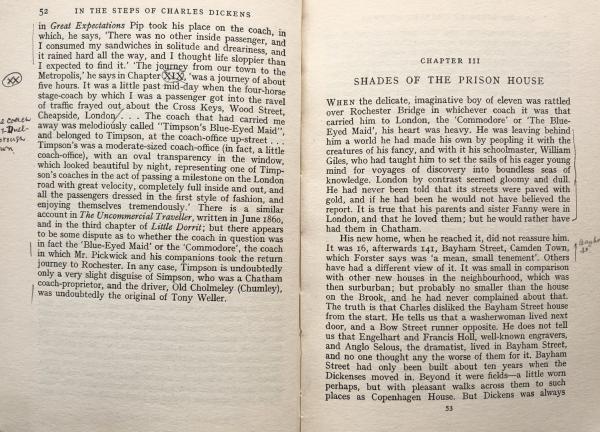 52 IN THE STEPS OF CHARLES DICKENS
in Great Expectations Pip took his place on the coach, in
which, he says, 'There was no other inside passenger, and
I consumed my sandwiches in solitude and dreariness, and
it rained hard all the way, and I thought life sloppier than
I expected to find it.' 'The journey from our town to the
Metropolis,' he says in Chapter XIX, 'was a journey of about
five hours. It was a little past mid-day when the four-horse
stage-coach by which I was a passenger got into the ravel
of traffic frayed out about the Cross Keys, Wood Street,
Cheapside, London. . . . The coach that had carried me
away was melodiously called "Timpson's Blue-Eyed Maid",
and belonged to Timpson, at the coach-office up-street . . .
Timpson's was a moderate-sized coach-office (in fact, a little
coach-office), with an oval transparency in the window,
which looked beautiful by night, representing one of Timp-
son's coaches in the act of passing a milestone on the London
road with great velocity, completely full inside and out, and
all the passengers dressed in the first style of fashion, and
enjoying themselves tremendously.' There is a similar
account in The Uncommercial Traveller, written in June 1860,
and in the third chapter of Little Dorrit; but there appears
to be some dispute as to whether the coach in question was
in fact the 'Blue-Eyed Maid' or the 'Commodore', the coach
in which Mr. Pickwick and his companions took the return
journey to Rochester. In any case, Timpson is undoubtedly
only a very slight disguise of Simpson, who was a Chatham
coach-proprietor, and the driver, Old Cholmeley (Chumley),
was undoubtedly the original of Tony Weller.
XX
coach
CHAPTER III
SHADES OF THE PRISON HOUSE
WHEN the delicate, imaginative boy of eleven was rattled
over Rochester Bridge in whichever coach it was that
carried him to London, the 'Commodore' or 'The Blue-
Eyed Maid', his heart was heavy. He was leaving behind
him a world he had made his own by peopling it with the
creatures of his fancy, and with it his schoolmaster, William
Giles, who had taught him to set the sails of his eager young
mind for voyages of discovery into boundless seas of
knowledge. London by contrast seemed gloomy and dull.
He had never been told that its streets were paved with
gold, and if he had been he would not have believed the
report. It is true that his parents and sister Fanny were in
London, and that he loved them; but he would rather have
had them in Chatham.
His new home, when he reached it, did not reassure him.
It was 16, afterwards 141, Bayham Street, Camden Town,
which Forster says was 'a mean, small tenement'. Others
have had a different view of it. It was small in comparison
with other new houses in the neighbourhood, which was
then surburban; but probably no smaller than the house
on the Brook, and he had never complained about that.
The truth is that Charles disliked the Bayham Street house
from the start. He tells us that a washerwoman lived next
door, and a Bow Street runner opposite. He does not tell
us that Engelhart and Francis Holl, well-known engravers,
and Anglo Selous, the dramatist, lived in Bayham Street,
and no one thought any the worse of them for it. Bayham
Street had only been built about ten years when the
Dickenses moved in. Beyond it were fields—a little worn
perhaps, but with pleasant walks across them to such
places as Copenhagen House. But Dickens was always
53
Bayham